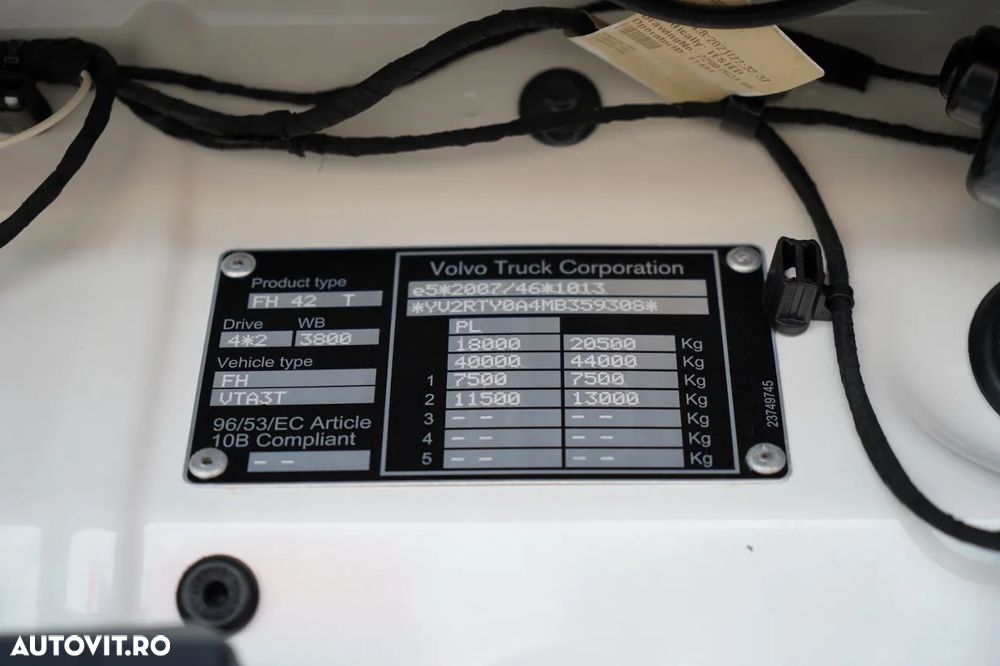 TESTED
Product type
FH 42 T
Drive WB
4*2 3800
Vehicle type
FH
VTA3T
96/53/EC Article
10B Compliant
-- --
Volvo Truck Corporation
e5*2007/46*1013
*YV2RTY0A4MB359308*
PL
18000 20500 Kg
40000 44000 Kg
1 7500 7500 Kg
2 11500 13000 Kg
3 -- -- -- -- Kg
4 -- -- -- -- Kg
5 -- -- -- -- Kg
23749745
AUTOVIT.RO